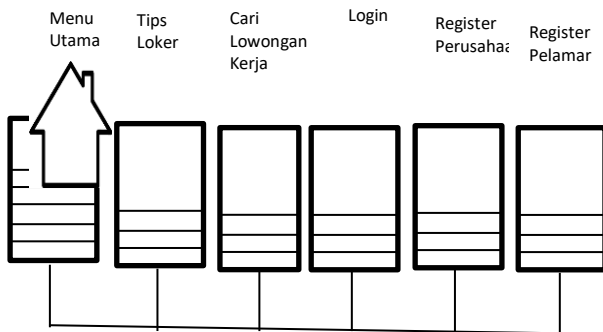 Menu
Utama
Tips
Loker
Cari
Lowongan
Kerja
Login
Register
Perusahaa
Register
Pelamar